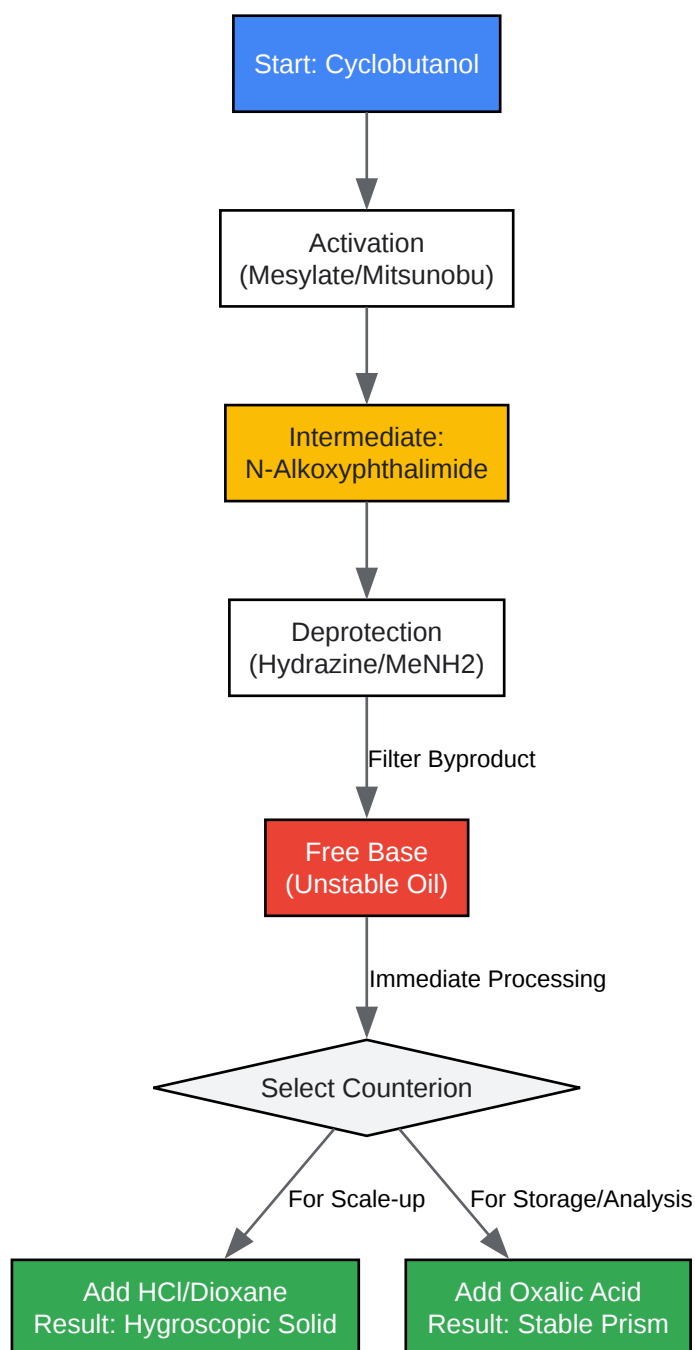 Start: Cyclobutanol
Activation
(Mesylate/Mitsunobu)
Intermediate:
N-Alkoxyphthalimide
Deprotection
(Hydrazine/MeNH2)
Filter Byproduct
Free Base
(Unstable Oil)
Immediate Processing
Select Counterion
For Scale-up
For Storage/Analysis
Add HCl/Dioxane
Result: Hygroscopic Solid
Add Oxalic Acid
Result: Stable Prism